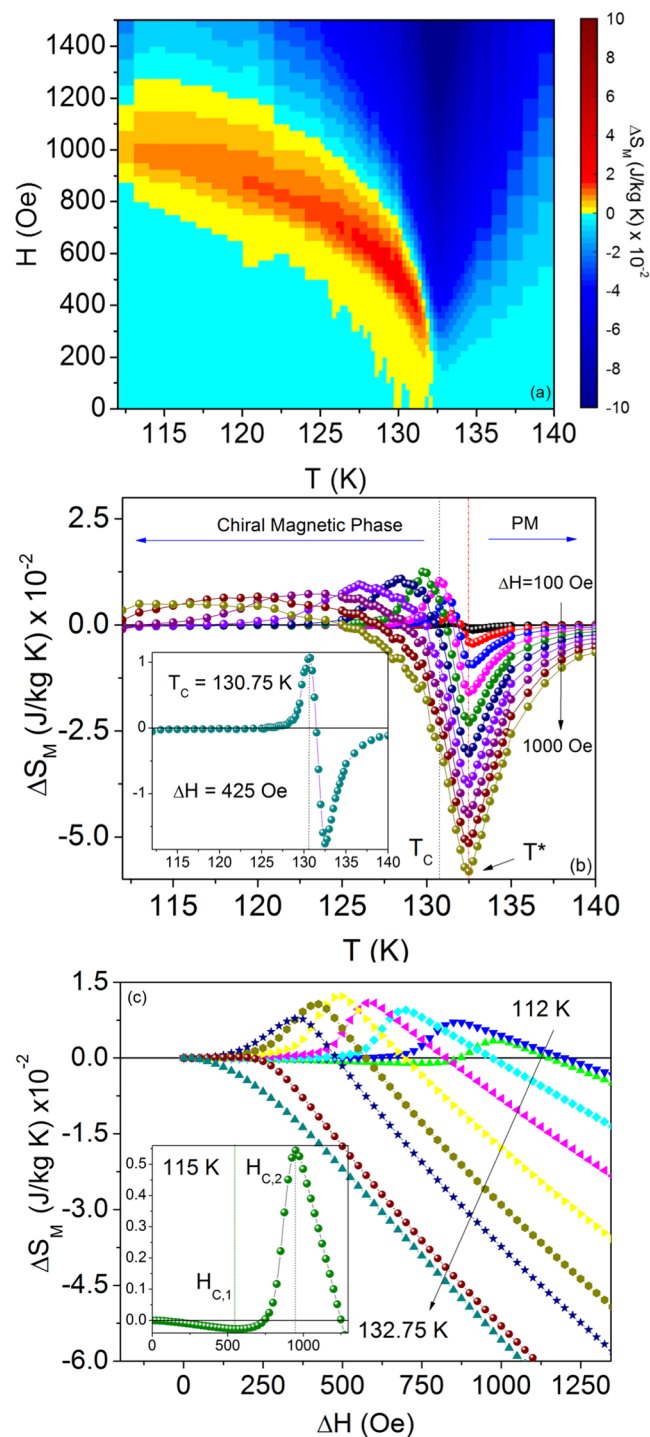 1400
1200
1000
800
600
400
200
0
H (Oe)
115 120 125 130 135 140
T (K)
(a)
10
8
6
4
2
0
-2
-4
-6
-8
-10
ΔS_M (J/kg K) x 10^-2
Chiral Magnetic Phase
PM
ΔH=100 Oe
1000 Oe
2.5
0.0
-2.5
-5.0
ΔS_M (J/kg K) x 10^-2
1
0
-1
T_C = 130.75 K
ΔH = 425 Oe
115 120 125 130 135 140
T_C
T*
(b)
115 120 125 130 135 140
T (K)
(c)
1.5
0.0
-1.5
-3.0
-4.5
-6.0
ΔS_M (J/kg K) x10^-2
112 K
132.75 K
0.5
0.4
0.3
0.2
0.1
0.0
115 K
H_C,2
H_C,1
0 500 1000
0 250 500 750 1000 1250
ΔH (Oe)